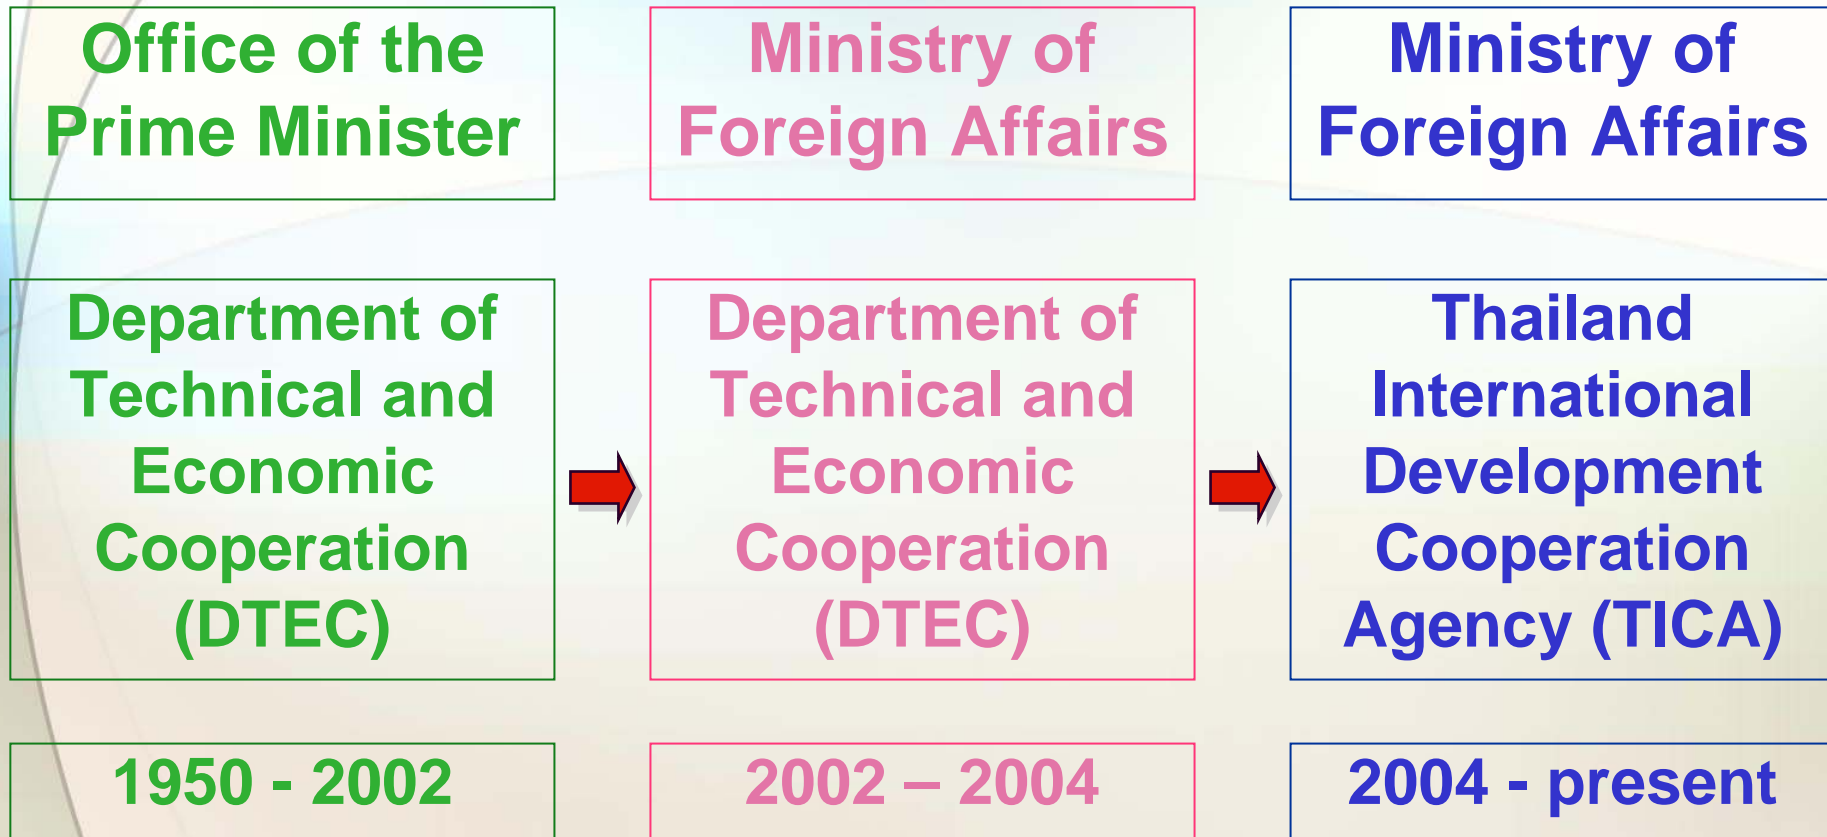 Office of the
Prime Minister
Ministry of
Foreign Affairs
Ministry of
Foreign Affairs
Department of
Technical and
Economic
Cooperation
(DTEC)
Department of
Technical and
Economic
Cooperation
(DTEC)
Thailand
International
Development
Cooperation
Agency (TICA)
1950 - 2002
2002 – 2004
2004 - present